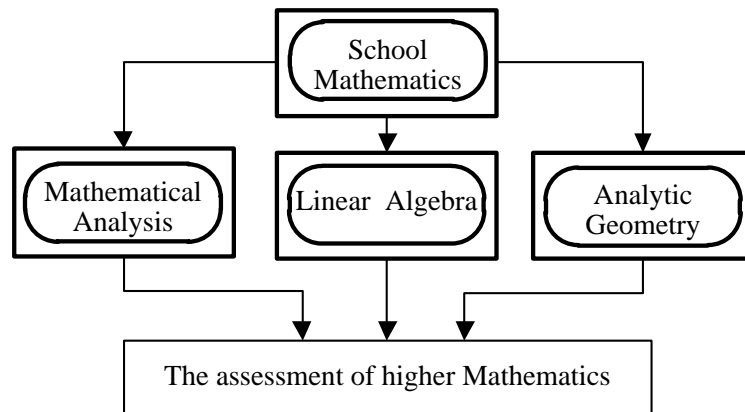 School
Mathematics
Mathematical
Analysis
Linear Algebra
Analytic
Geometry
The assessment of higher Mathematics